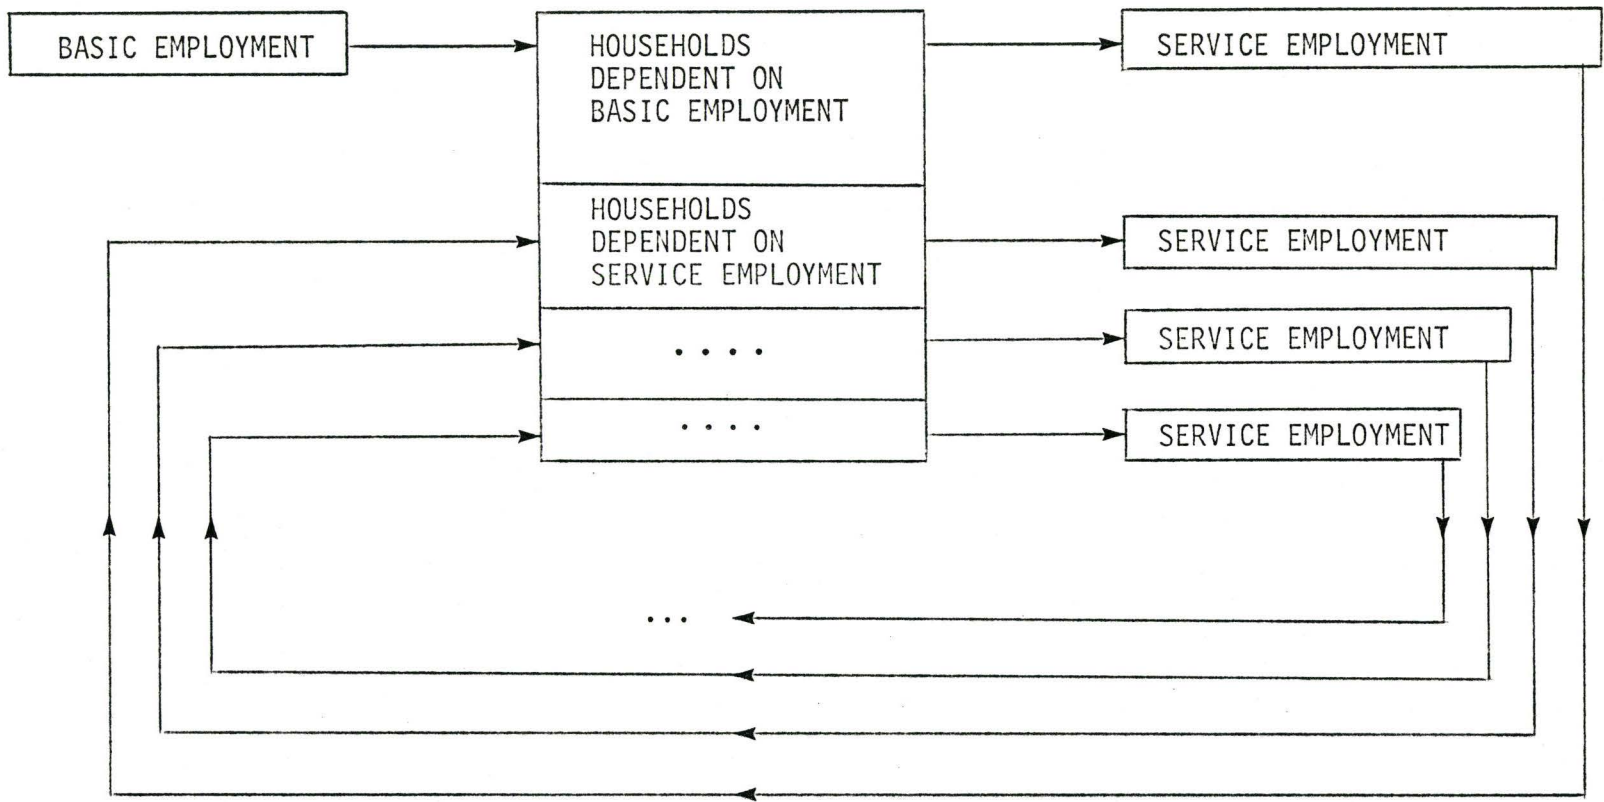 BASIC EMPLOYMENT
HOUSEHOLDS
DEPENDENT ON
BASIC EMPLOYMENT
SERVICE EMPLOYMENT
HOUSEHOLDS
DEPENDENT ON
SERVICE EMPLOYMENT
SERVICE EMPLOYMENT
....
SERVICE EMPLOYMENT
....
SERVICE EMPLOYMENT
...